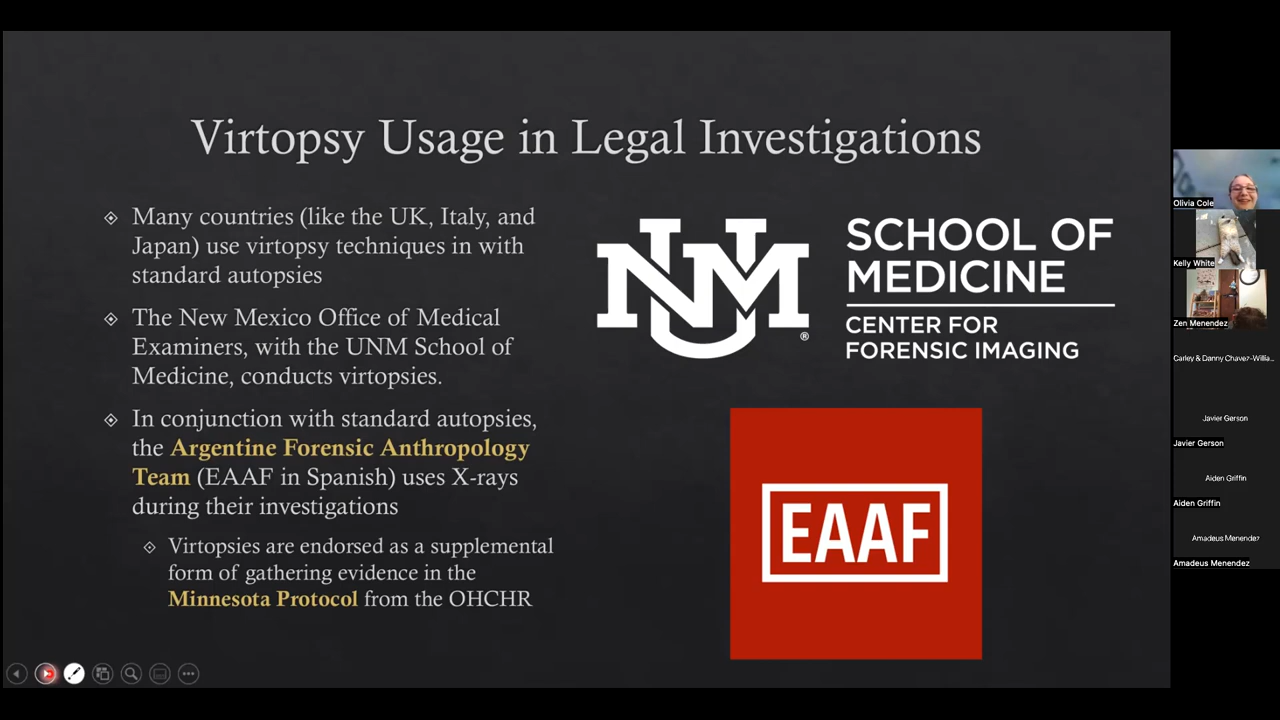 Virtopsy Usage in Legal Investigations
Many countries (like the UK, Italy, and
Japan) use virtopsy techniques in with
standard autopsies
The New Mexico Office of Medical
Examiners, with the UNM School of
Medicine, conducts virtopsies.
In conjunction with standard autopsies,
the Argentine Forensic Anthropology
Team (EAAF in Spanish) uses X-rays
during their investigations
Virtopsies are endorsed as a supplemental
form of gathering evidence in the
Minnesota Protocol from the OHCHR
UNM ®
SCHOOL OF
MEDICINE
CENTER FOR
FORENSIC IMAGING
EAAF
Olivia Cole
Kelly White
Zen Menendez
Carley & Danny Chavez-Willia...
Javier Gerson
Javier Gerson
Aiden Griffin
Aiden Griffin
Amadeus Menendez
Amadeus Menendez